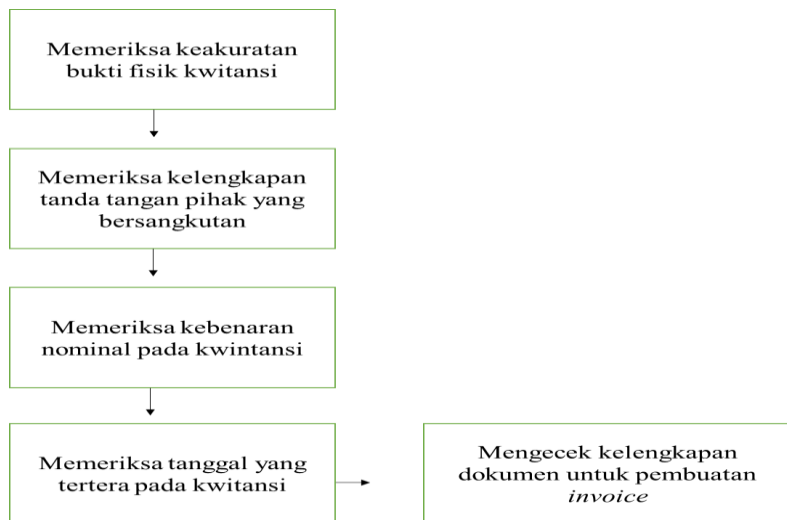 Memeriksa keakuratan
bukti fisik kwitansi
Memeriksa kelengkapan
tanda tangan pihak yang
bersangkutan
Memeriksa kebenaran
nominal pada kwintansi
Memeriksa tanggal yang
tertera pada kwitansi
Mengecek kelengkapan
dokumen untuk pembuatan
invoice